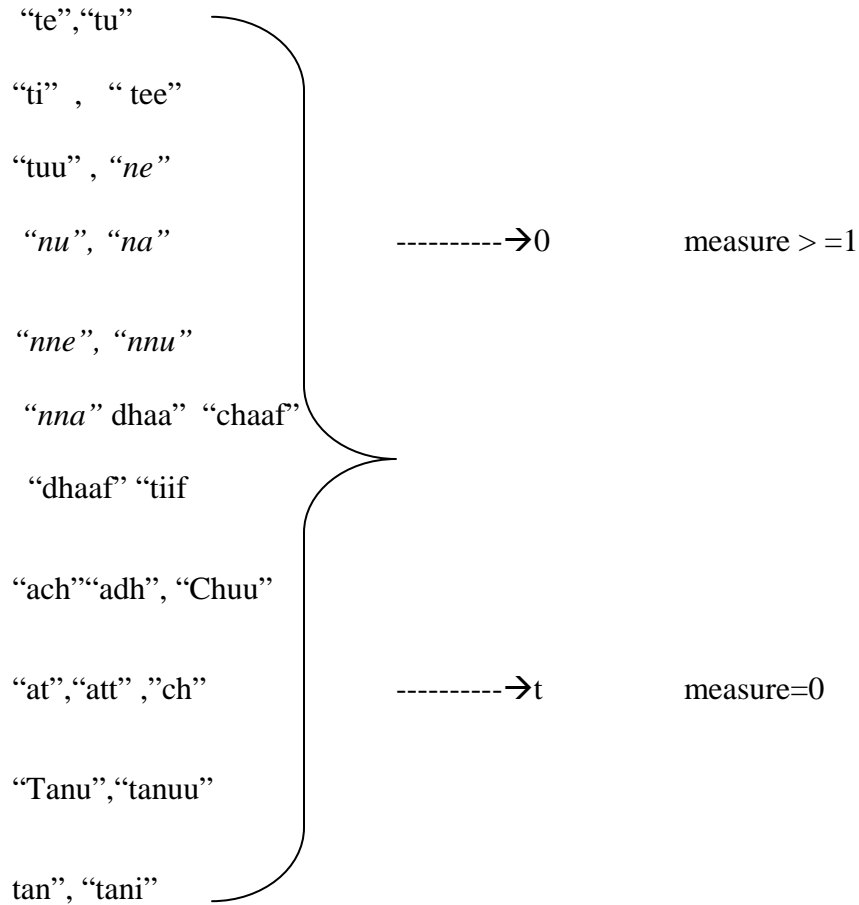 “te”,“tu”
“ti” , “ tee”
“tuu” , “ne”
“nu”, “na” ----------→0 measure > =1
“nne”, “nnu”
“nna” dhaa” “chaaf”
“dhaaf” “tiif
“ach”“adh”, “Chuu”
“at”,“att” ,”ch” ----------→t measure=0
“Tanu”,“tanuu”
tan”, “tani”